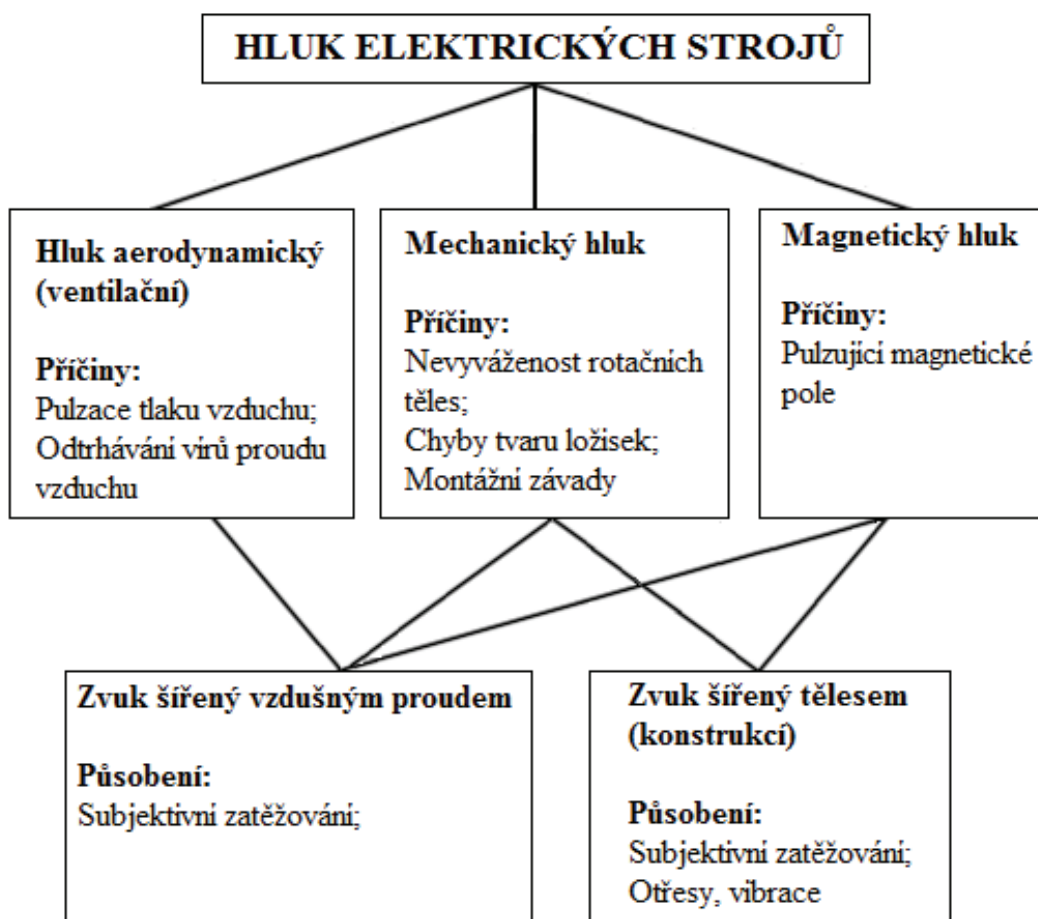 HLUK ELEKTRICKÝCH STROJŮ
Hluk aerodynamický
(ventilační)
Příčiny:
Pulzace tlaku vzduchu;
Odtrhávání vírů proudu
vzduchu
Mechanický hluk
Příčiny:
Nevyváženost rotačních
těles;
Chyby tvaru ložisek;
Montážní závady
Magnetický hluk
Příčiny:
Pulzující magnetické
pole
Zvuk šířený vzdušným proudem
Působení:
Subjektivní zatěžování;
Zvuk šířený tělesem
(konstrukcí)
Působení:
Subjektivní zatěžování;
Otřesy, vibrace